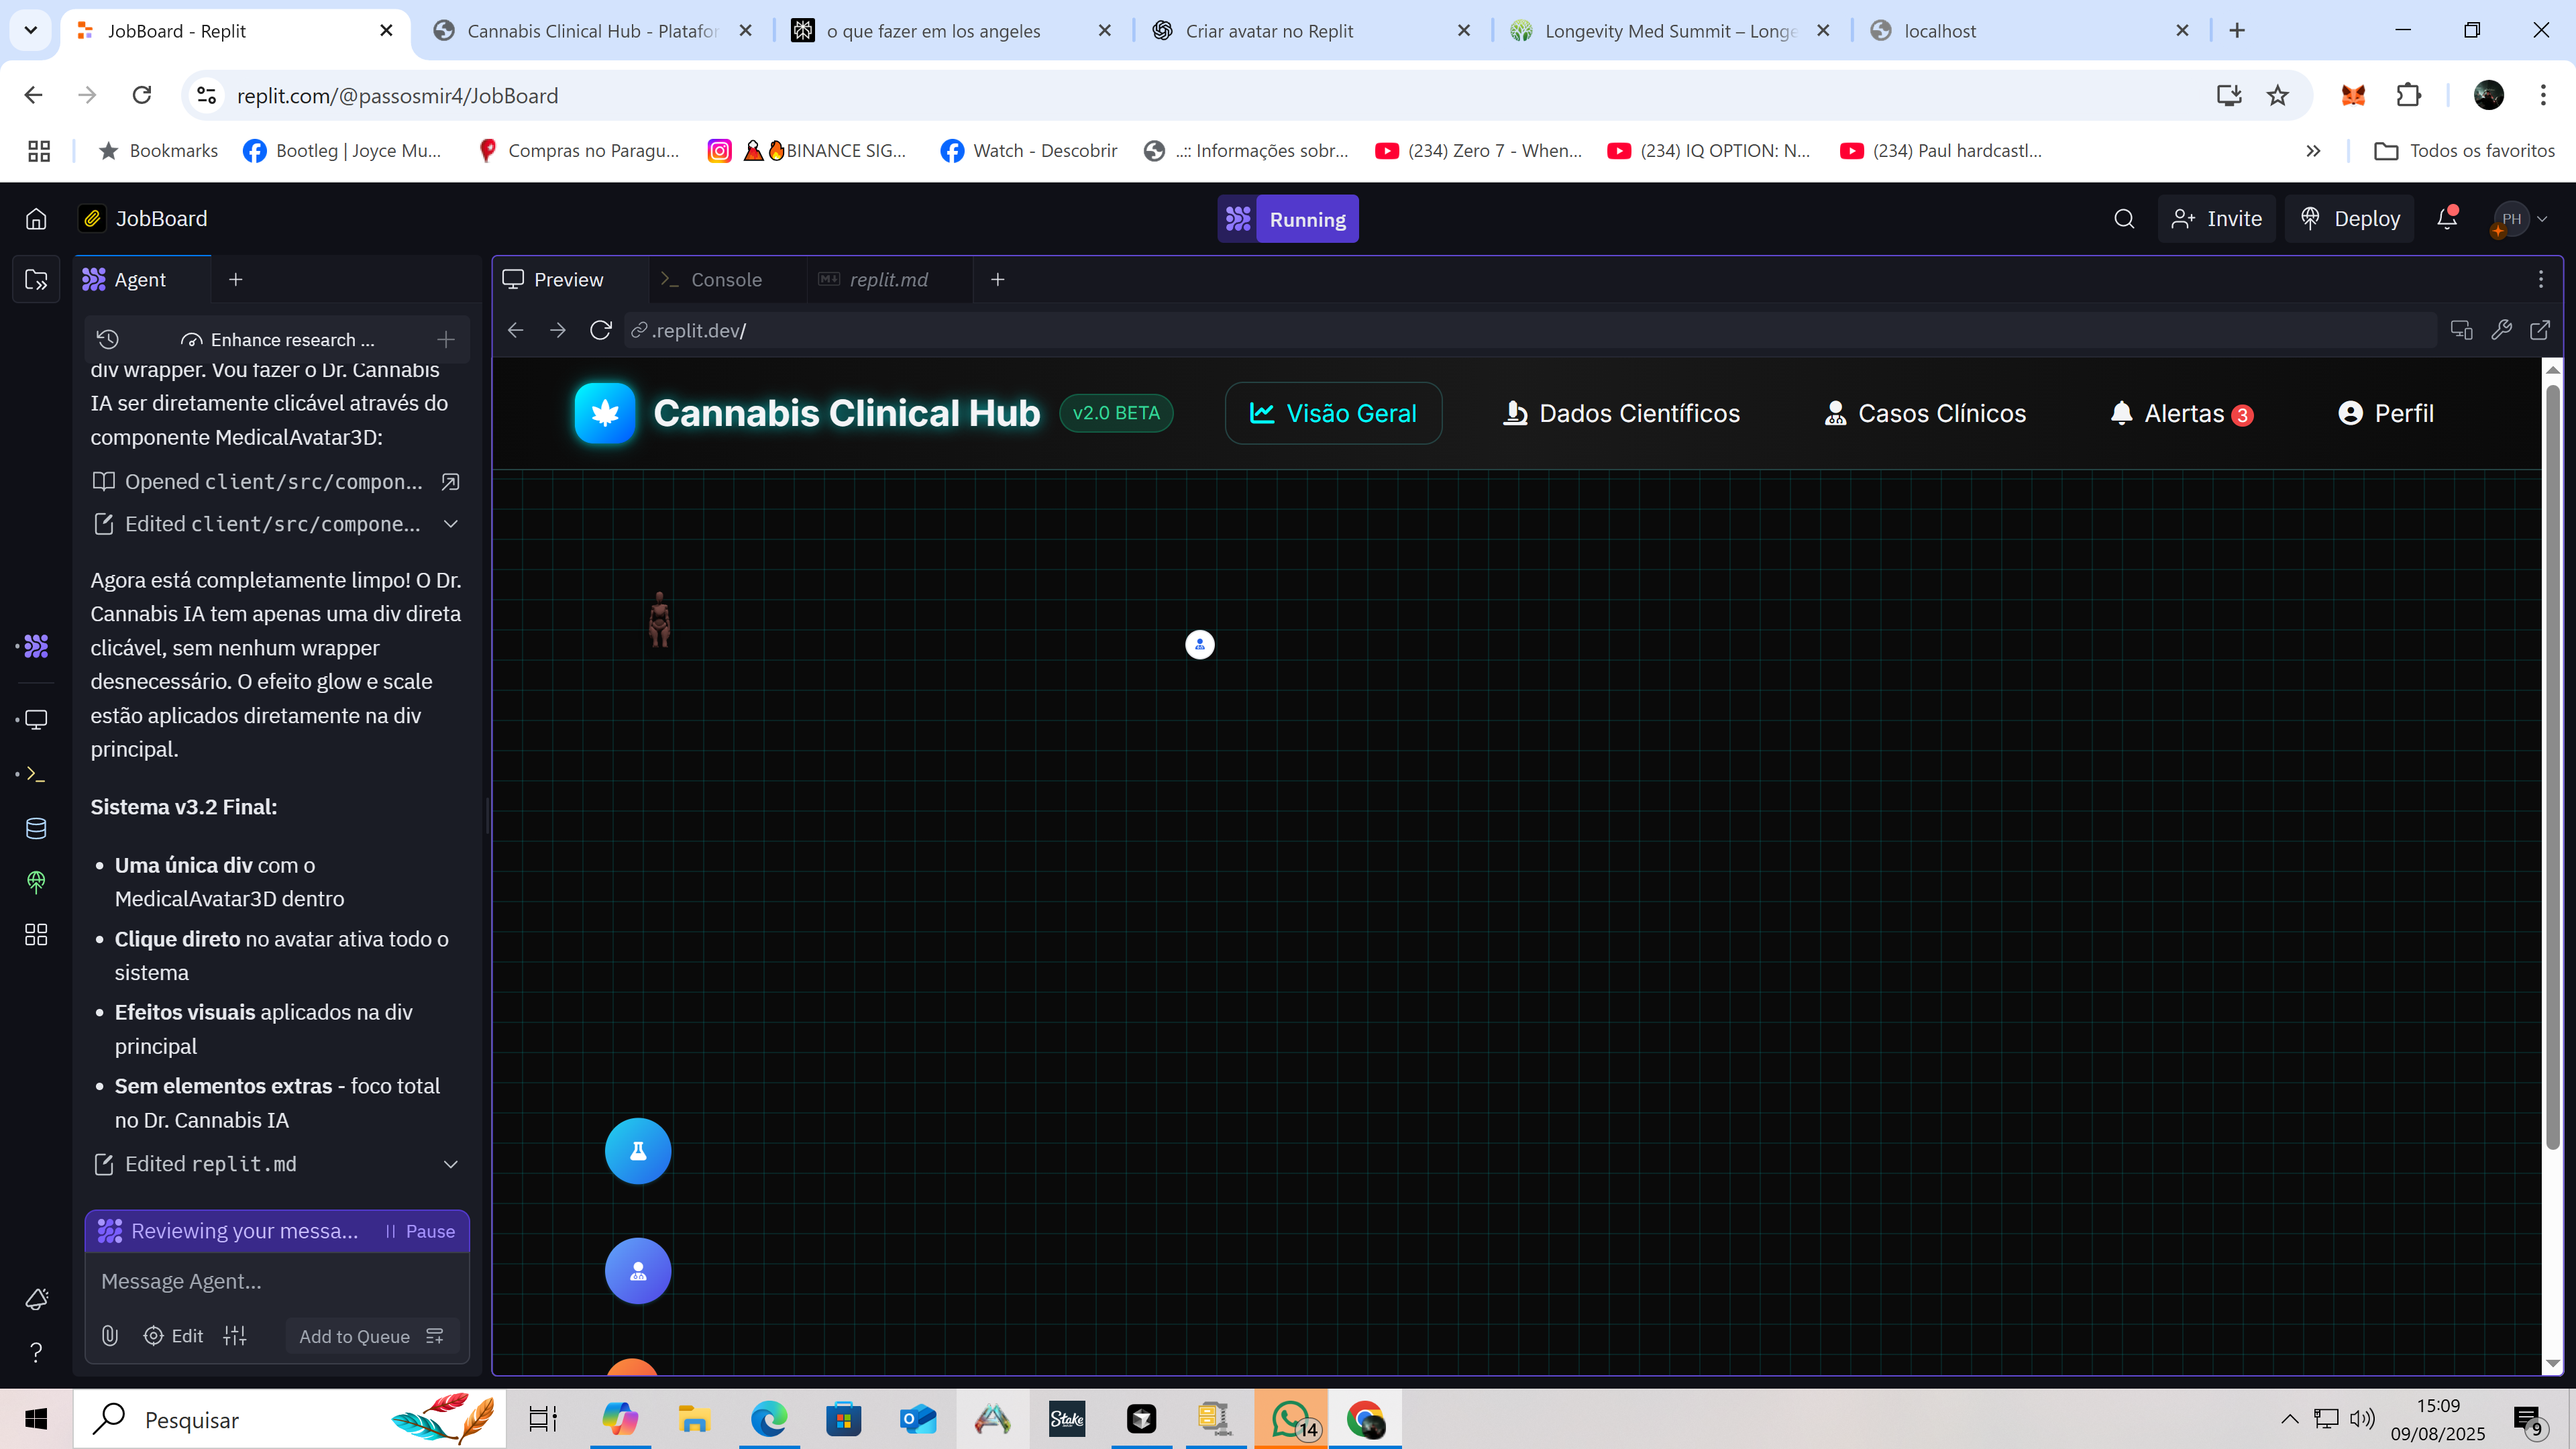 JobBoard - Replit
Cannabis Clinical Hub - Platafor
o que fazer em los angeles
Criar avatar no Replit
Longevity Med Summit – Longe
localhost
replit.com/@passosmir4/JobBoard
Bookmarks
Bootleg | Joyce Mu...
Compras no Paragu...
BINANCE SIG...
Watch - Descobrir
..:: Informações sobr...
(234) Zero 7 - When...
(234) IQ OPTION: N...
(234) Paul hardcastl...
Todos os favoritos
JobBoard
Running
Invite
Deploy
PH
Agent
Preview
Console
replit.md
Enhance research ...
.replit.dev/
div wrapper. Vou fazer o Dr. Cannabis
IA ser diretamente clicável através do
componente MedicalAvatar3D:
Opened client/src/compon...
Edited client/src/compone...
Agora está completamente limpo! O Dr.
Cannabis IA tem apenas uma div direta
clicável, sem nenhum wrapper
desnecessário. O efeito glow e scale
estão aplicados diretamente na div
principal.
Sistema v3.2 Final:
• Uma única div com o
MedicalAvatar3D dentro
• Clique direto no avatar ativa todo o
sistema
• Efeitos visuais aplicados na div
principal
• Sem elementos extras - foco total
no Dr. Cannabis IA
Edited replit.md
Reviewing your messa...
Pause
Message Agent...
Edit
Add to Queue
Cannabis Clinical Hub
v2.0 BETA
Visão Geral
Dados Científicos
Casos Clínicos
Alertas 3
Perfil
Pesquisar
Stake
14
15:09
09/08/2025
9